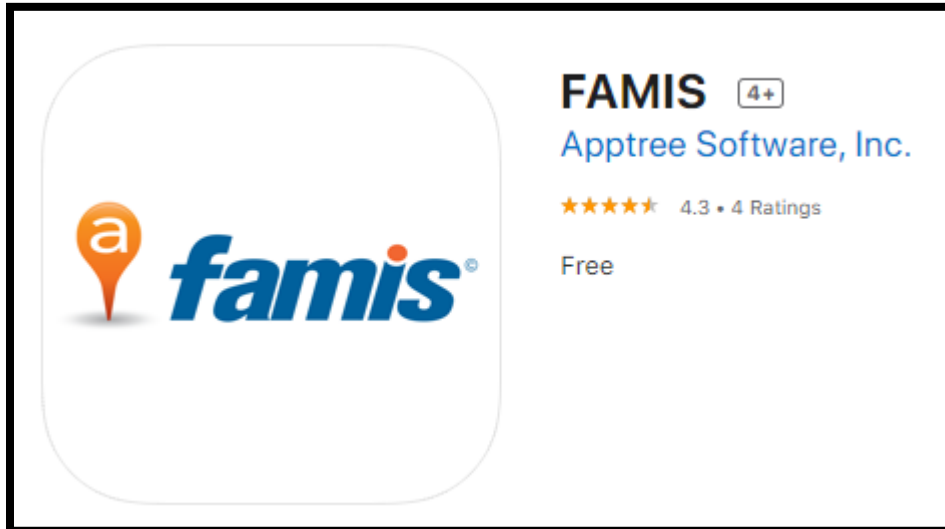 a famis©
FAMIS 4+
Apptree Software, Inc.
4.3 • 4 Ratings
Free